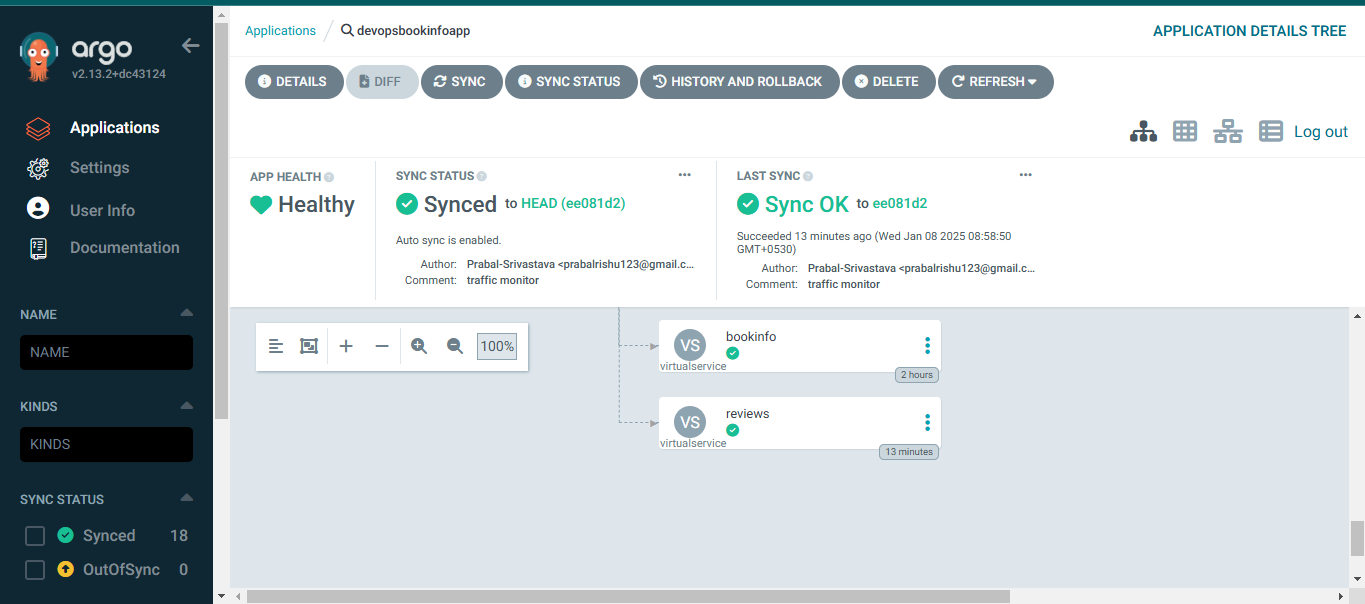 argo
v2.13.2+dc43124
Applications
Settings
User Info
Documentation
NAME
NAME
KINDS
KINDS
SYNC STATUS
Synced 18
OutOfSync 0
Applications / devopsbookinfoapp
APPLICATION DETAILS TREE
DETAILS DIFF SYNC SYNC STATUS HISTORY AND ROLLBACK DELETE REFRESH
Log out
APP HEALTH
Healthy
SYNC STATUS
Synced to HEAD (ee081d2)
Auto sync is enabled.
Author: Prabal-Srivastava <prabalrishu123@gmail.c...
Comment: traffic monitor
LAST SYNC
Sync OK to ee081d2
Succeeded 13 minutes ago (Wed Jan 08 2025 08:58:50
GMT+0530)
Author: Prabal-Srivastava <prabalrishu123@gmail.c...
Comment: traffic monitor
100%
VS
virtualservice
bookinfo
2 hours
VS
virtualservice
reviews
13 minutes